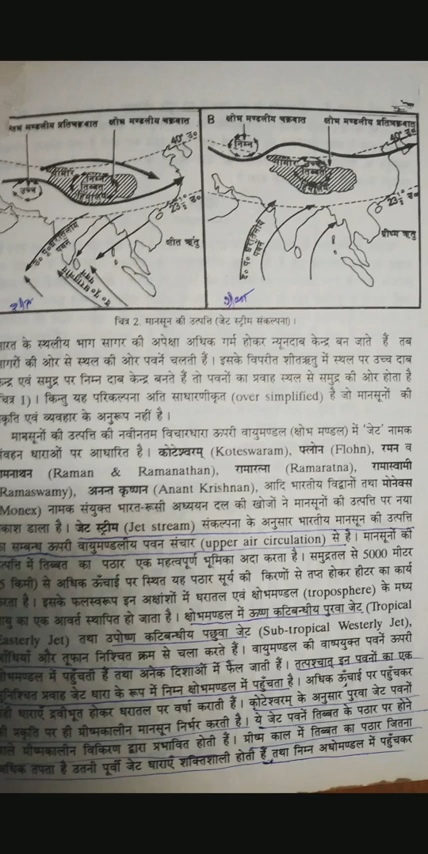 B
क्षोभ मण्डलीय प्रतिचक्रवात क्षोभ मण्डलीय चक्रवात
क्षोभ मण्डलीय चक्रवात क्षोभ मण्डलीय प्रतिचक्रवात
उच्च
निम्न
तिब्बत
शीत ऋतु
निम्न
उच्च
तिब्बत
ग्रीष्म ऋतु
चित्र 2. मानसून की उत्पत्ति (जेट स्ट्रीम संकल्पना)।
के स्थलीय भाग सागर की अपेक्षा अधिक गर्म होकर न्यूनदाब केन्द्र बन जाते हैं तब
की ओर से स्थल की ओर पवनें चलती हैं। इसके विपरीत शीतऋतु में स्थल पर उच्च दाब
एवं समुद्र पर निम्न दाब केन्द्र बनते हैं तो पवनों का प्रवाह स्थल से समुद्र की ओर होता है
चित्र 1)। किन्तु यह परिकल्पना अति साधारणीकृत (over simplified) है जो मानसूनों की
एवं व्यवहार के अनुरूप नहीं है।
मानसूनों की उत्पत्ति की नवीनतम विचारधारा ऊपरी वायुमण्डल (क्षोभ मण्डल) में 'जेट' नामक
धाराओं पर आधारित है। कोटेश्वरम् (Koteswaram), फ्लोन (Flohn), रमन व
(Raman & Ramanathan), रामारत्ना (Ramaratna), रामास्वामी
Ramaswamy), अनन्त कृष्णन (Anant Krishnan), आदि भारतीय विद्वानों तथा मोनेक्स
Monex) नामक संयुक्त भारत-रूसी अध्ययन दल की खोजों ने मानसूनों की उत्पत्ति पर नया
डाला है। जेट स्ट्रीम (Jet stream) संकल्पना के अनुसार भारतीय मानसून की उत्पत्ति
सम्बन्ध ऊपरी वायुमण्डलीय पवन संचार (upper air circulation) से है। मानसूनों की
में तिब्बत का पठार एक महत्वपूर्ण भूमिका अदा करता है। समुद्रतल से 5000 मीटर
किमी) से अधिक ऊँचाई पर स्थित यह पठार सूर्य की किरणों से तप्त होकर हीटर का कार्य
है। इसके फलस्वरूप इन अक्षांशों में धरातल एवं क्षोभमण्डल (troposphere) के मध्य
का एक आवर्त स्थापित हो जाता है। क्षोभमण्डल में ऊष्ण कटिबन्धीय पुरवा जेट (Tropical
Easterly Jet) तथा उपोष्ण कटिबन्धीय पछुवा जेट (Sub-tropical Westerly Jet),
और तूफान निश्चित क्रम से चला करते हैं। वायुमण्डल की वाष्पयुक्त पवनें ऊपरी
में पहुँचती हैं तथा अनेक दिशाओं में फैल जाती हैं। तत्पश्चात् इन पवनों का एक
प्रवाह जेट धारा के रूप में निम्न क्षोभमण्डल में पहुँचता है। अधिक ऊँचाई पर पहुँचकर
धाराएँ द्रवीभूत होकर धरातल पर वर्षा कराती हैं। कोटेश्वरम् के अनुसार पुरवा जेट पवनों
प्रकृति पर ही ग्रीष्मकालीन मानसून निर्भर करती है। ये जेट पवनें तिब्बत के पठार पर होने
ग्रीष्मकालीन विकिरण द्वारा प्रभावित होती हैं। ग्रीष्म काल में तिब्बत का पठार जितना
अधिक तपता है उतनी पूर्वी जेट धाराएँ शक्तिशाली होती हैं तथा निम्न अधोमण्डल में पहुँचकर